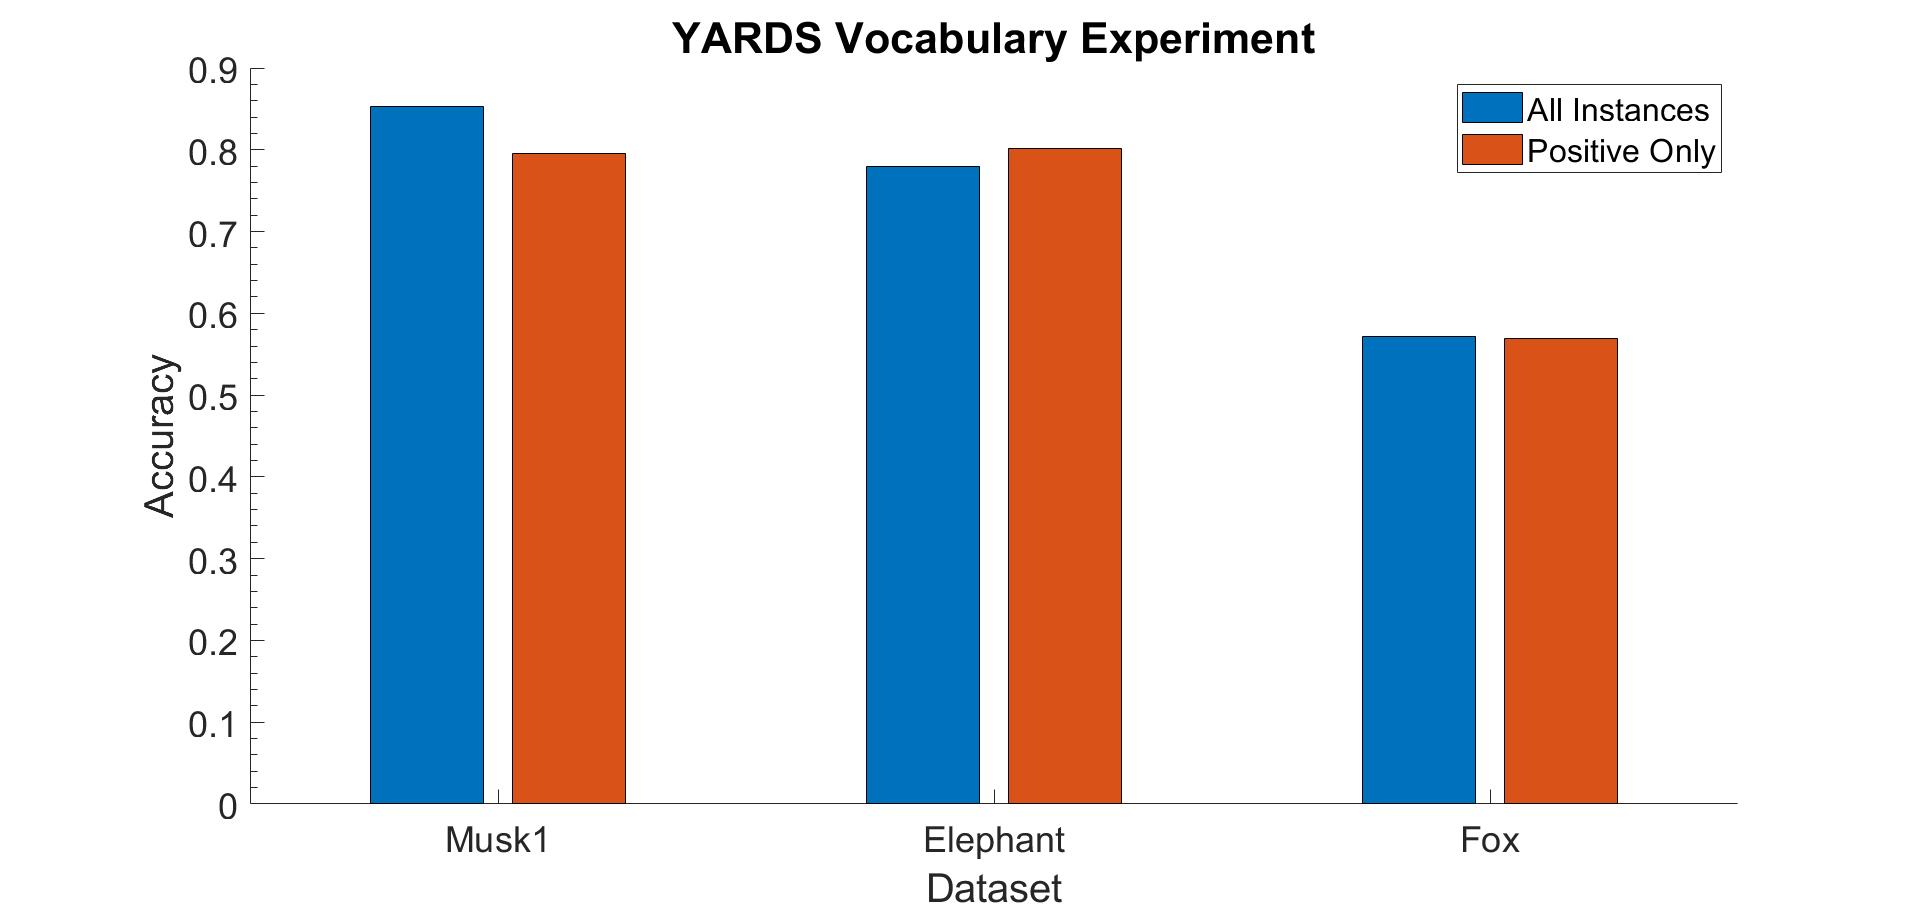 YARDS Vocabulary Experiment
0.9
0.8
0.7
0.6
0.5
0.4
0.3
0.2
0.1
0
Accuracy
All Instances
Positive Only
Musk1
Elephant
Fox
Dataset